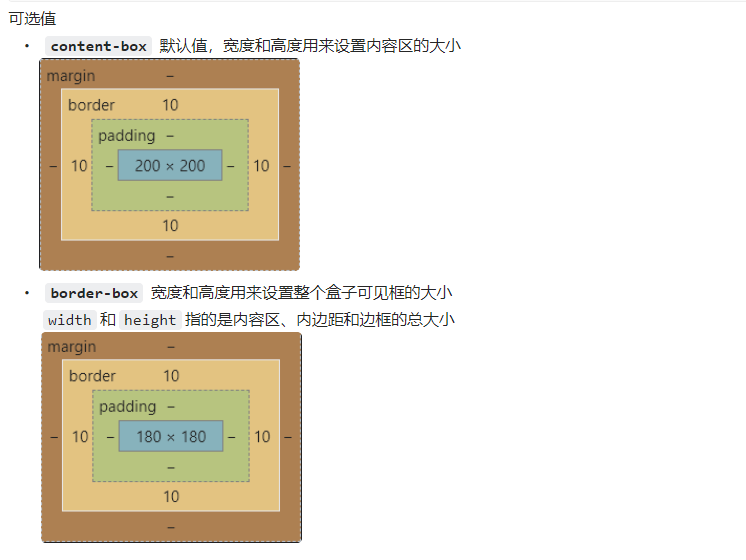 可选值
• content-box 默认值，宽度和高度用来设置内容区的大小
margin –
border 10
padding –
– 10 – 200 × 200 – 10 –
–
10
–
• border-box 宽度和高度用来设置整个盒子可见框的大小
width 和 height 指的是内容区、内边距和边框的总大小
margin –
border 10
padding –
– 10 – 180 × 180 – 10 –
–
10
–